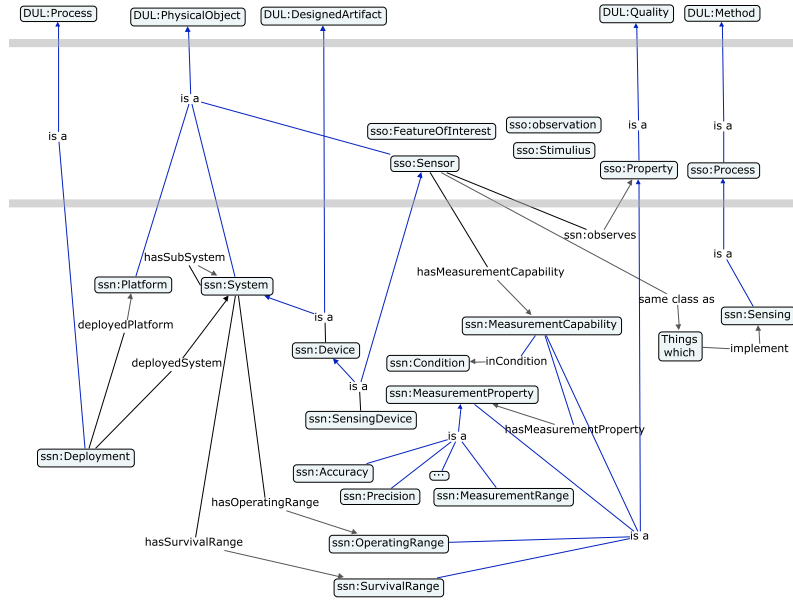 DUL:Process
DUL:PhysicalObject
DUL:DesignedArtifact
DUL:Quality
DUL:Method
is a
is a
is a
is a
sso:FeatureOfInterest
sso:observation
sso:Stimulius
sso:Sensor
sso:Property
sso:Process
ssn:observes
hasSubSystem
is a
hasMeasurementCapability
ssn:Platform
ssn:System
same class as
deployedPlatform
is a
ssn:MeasurementCapability
ssn:Sensing
Things
which
implement
ssn:Device
deployedSystem
ssn:Condition
inCondition
is a
ssn:MeasurementProperty
ssn:SensingDevice
hasMeasurementProperty
is a
ssn:Deployment
ssn:Accuracy
...
ssn:Precision
ssn:MeasurementRange
hasOperatingRange
is a
hasSurvivalRange
ssn:OperatingRange
ssn:SurvivalRange